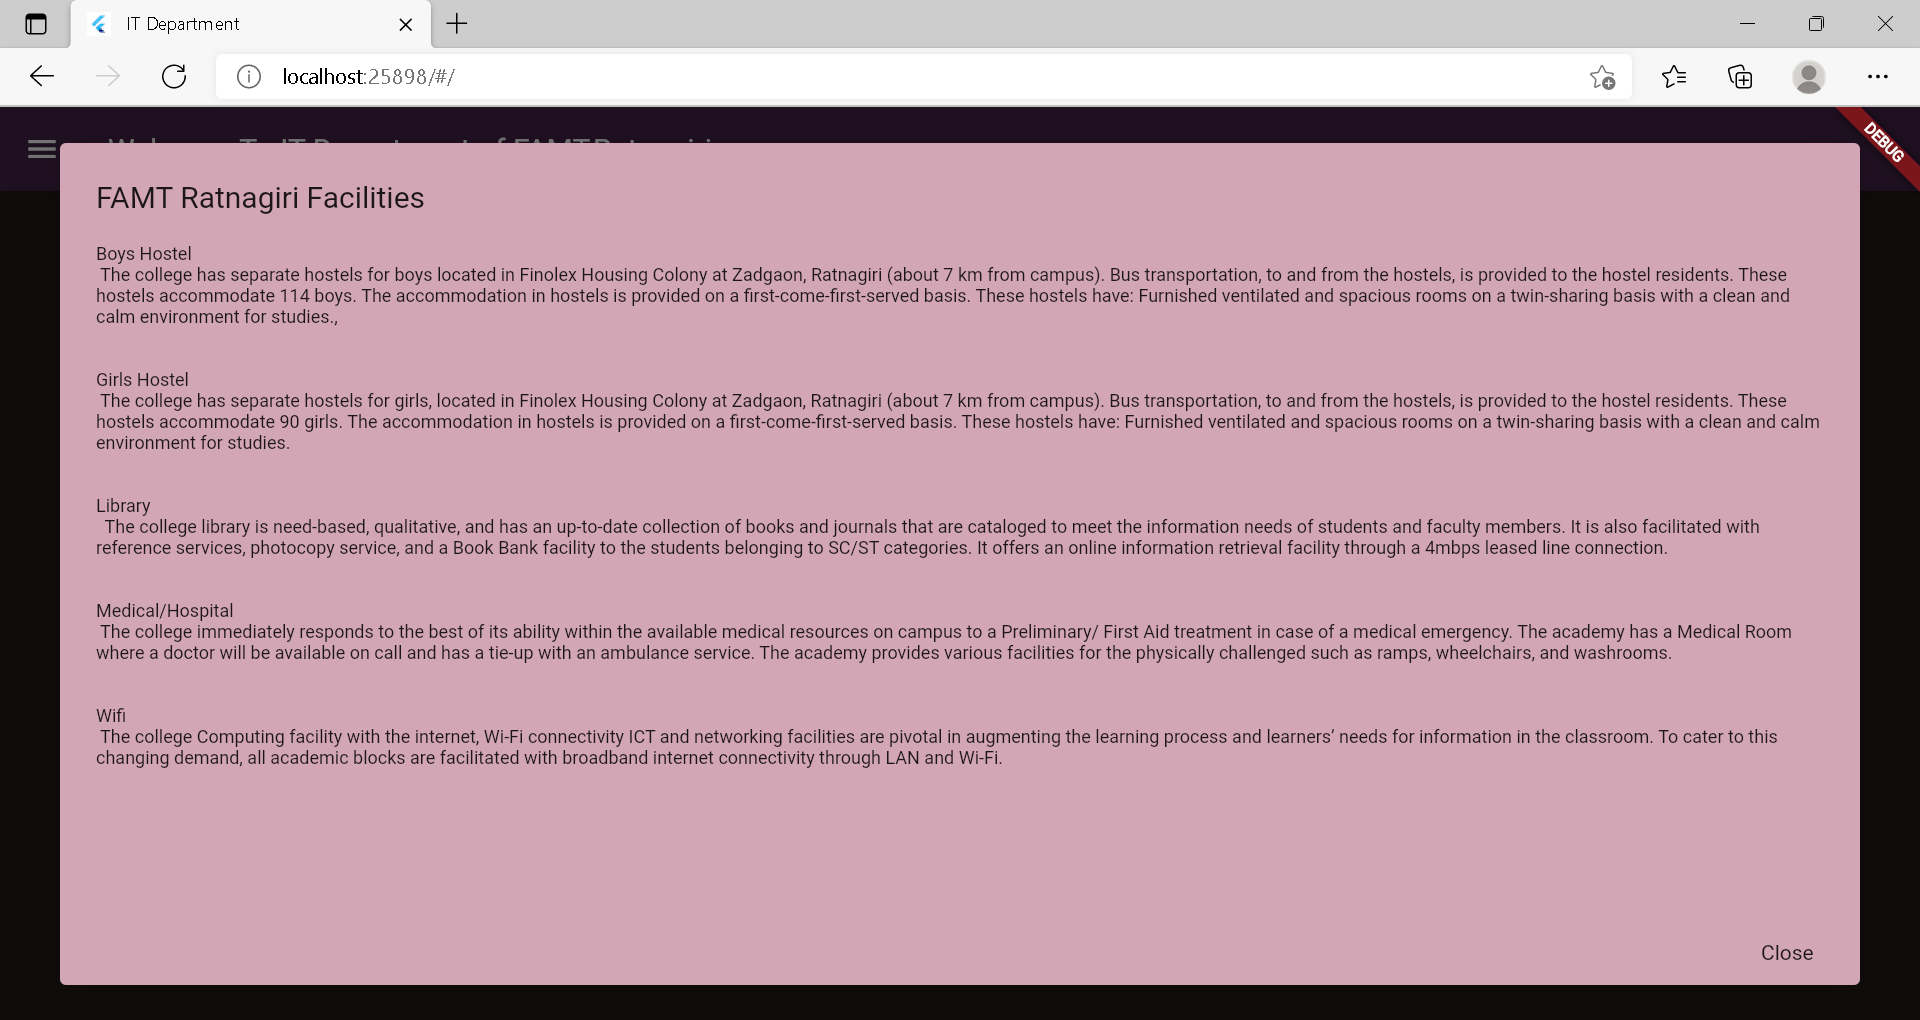 IT Department
localhost:25898/#/
Welcome To IT Department of FAMT Ratnagiri
DEBUG
FAMT Ratnagiri Facilities
Boys Hostel
The college has separate hostels for boys located in Finolex Housing Colony at Zadgaon, Ratnagiri (about 7 km from campus). Bus transportation, to and from the hostels, is provided to the hostel residents. These
hostels accommodate 114 boys. The accommodation in hostels is provided on a first-come-first-served basis. These hostels have: Furnished ventilated and spacious rooms on a twin-sharing basis with a clean and
calm environment for studies.,
Girls Hostel
The college has separate hostels for girls, located in Finolex Housing Colony at Zadgaon, Ratnagiri (about 7 km from campus). Bus transportation, to and from the hostels, is provided to the hostel residents. These
hostels accommodate 90 girls. The accommodation in hostels is provided on a first-come-first-served basis. These hostels have: Furnished ventilated and spacious rooms on a twin-sharing basis with a clean and calm
environment for studies.
Library
The college library is need-based, qualitative, and has an up-to-date collection of books and journals that are cataloged to meet the information needs of students and faculty members. It is also facilitated with
reference services, photocopy service, and a Book Bank facility to the students belonging to SC/ST categories. It offers an online information retrieval facility through a 4mbps leased line connection.
Medical/Hospital
The college immediately responds to the best of its ability within the available medical resources on campus to a Preliminary/ First Aid treatment in case of a medical emergency. The academy has a Medical Room
where a doctor will be available on call and has a tie-up with an ambulance service. The academy provides various facilities for the physically challenged such as ramps, wheelchairs, and washrooms.
Wifi
The college Computing facility with the internet, Wi-Fi connectivity ICT and networking facilities are pivotal in augmenting the learning process and learners’ needs for information in the classroom. To cater to this
changing demand, all academic blocks are facilitated with broadband internet connectivity through LAN and Wi-Fi.
Close